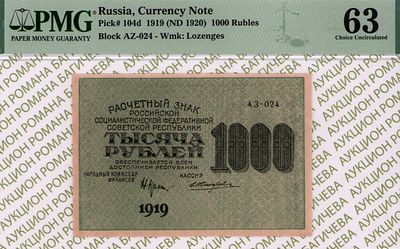 PMG
PAPER MONEY GUARANTY
Russia, Currency Note
Pick# 104d 1919 (ND 1920) 1000 Rubles
Block AZ-024 - Wmk: Lozenges
63
Choice Uncirculated
РАСЧЕТНЫЙ ЗНАК
РОССИЙСКОЙ
СОЦИАЛИСТИЧЕСКОЙ ФЕДЕРАТИВНОЙ
СОВЕТСКОЙ РЕСПУБЛИКИ
ТЫСЯЧА
РУБЛЕЙ
ОБЕСПЕЧИВАЕТСЯ ВСЕМ
ДОСТОЯНИЕМ РЕСПУБЛИКИ
НАРОДНЫЙ КОМИССАР
ФИНАНСОВ
КАССИР
1919
АЗ-024
1000
АУКЦИОН РОМАНА БАГИЧЕВА